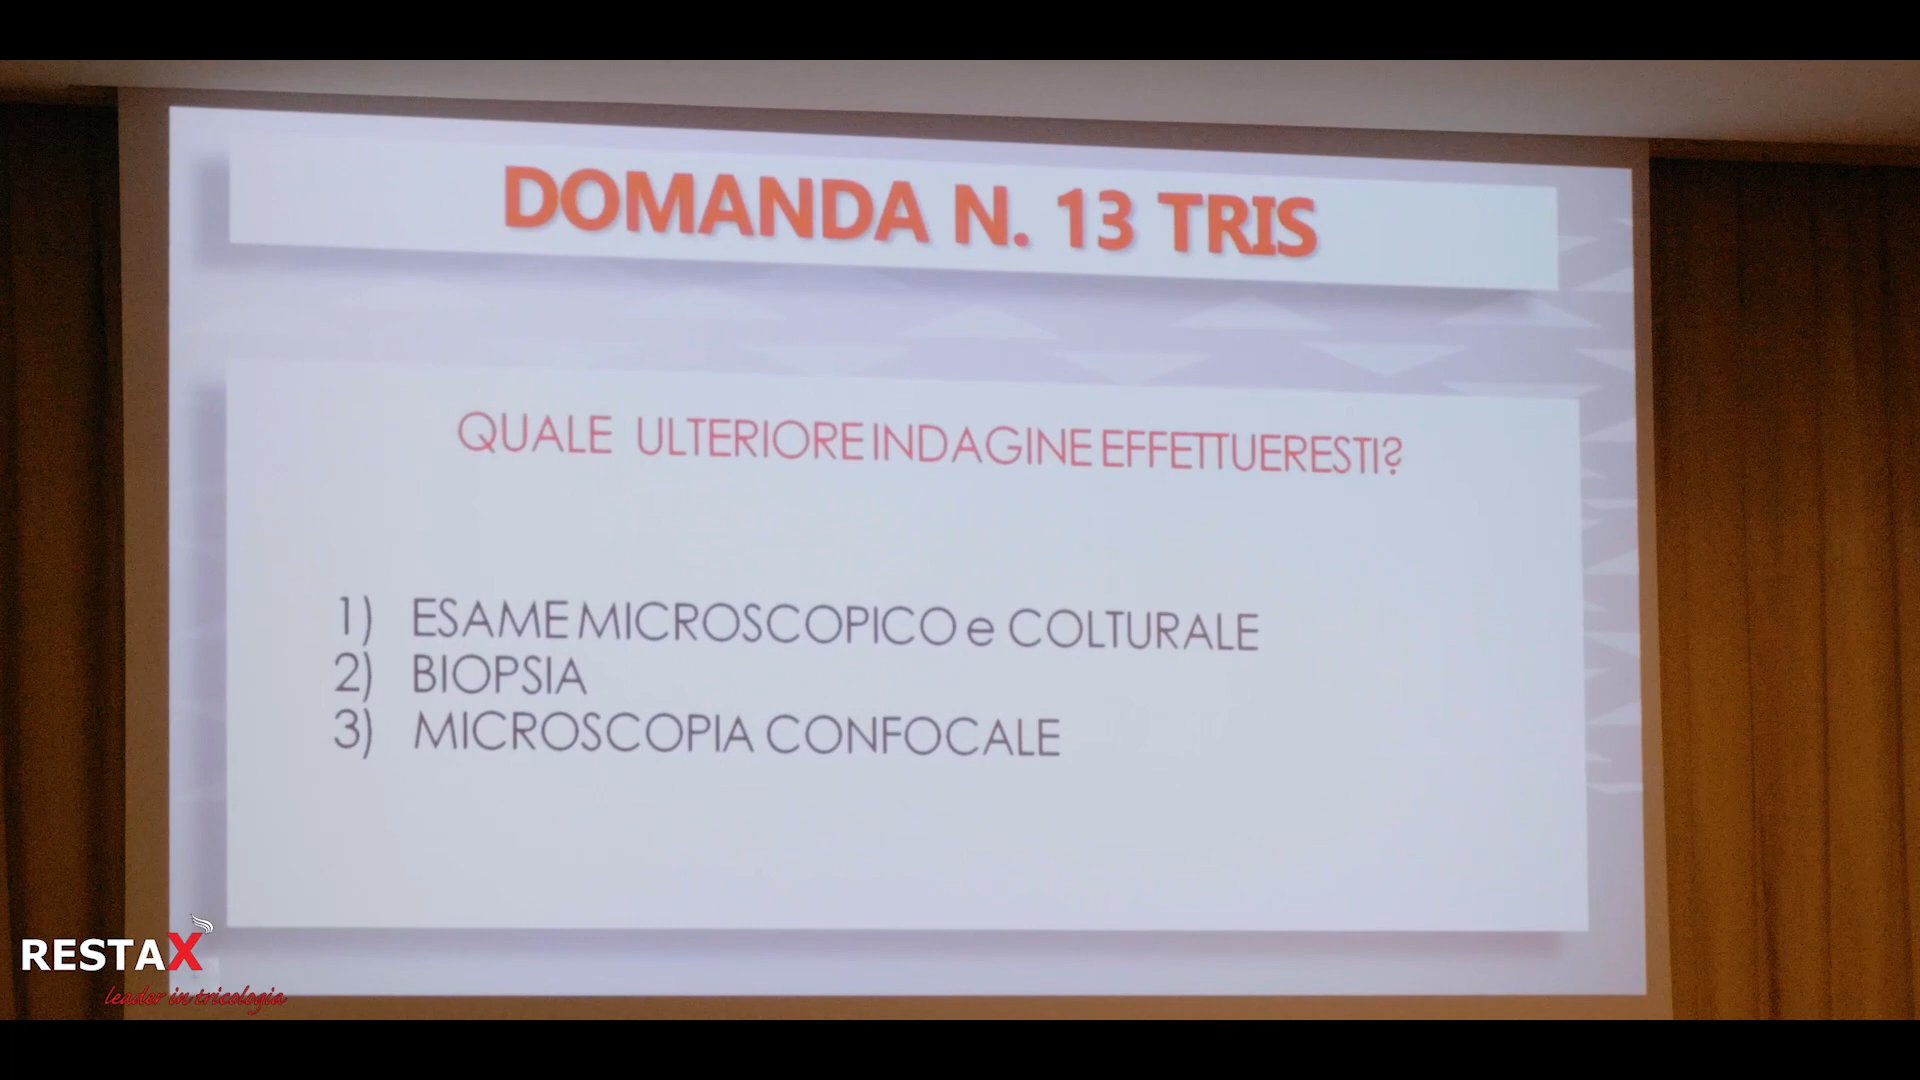 DOMANDA N. 13 TRIS
QUALE ULTERIORE INDAGINE EFFETTUERESTI?
1) ESAME MICROSCOPICO e COLTURALE
2) BIOPSIA
3) MICROSCOPIA CONFOCALE
RESTAX
leader in tricologia